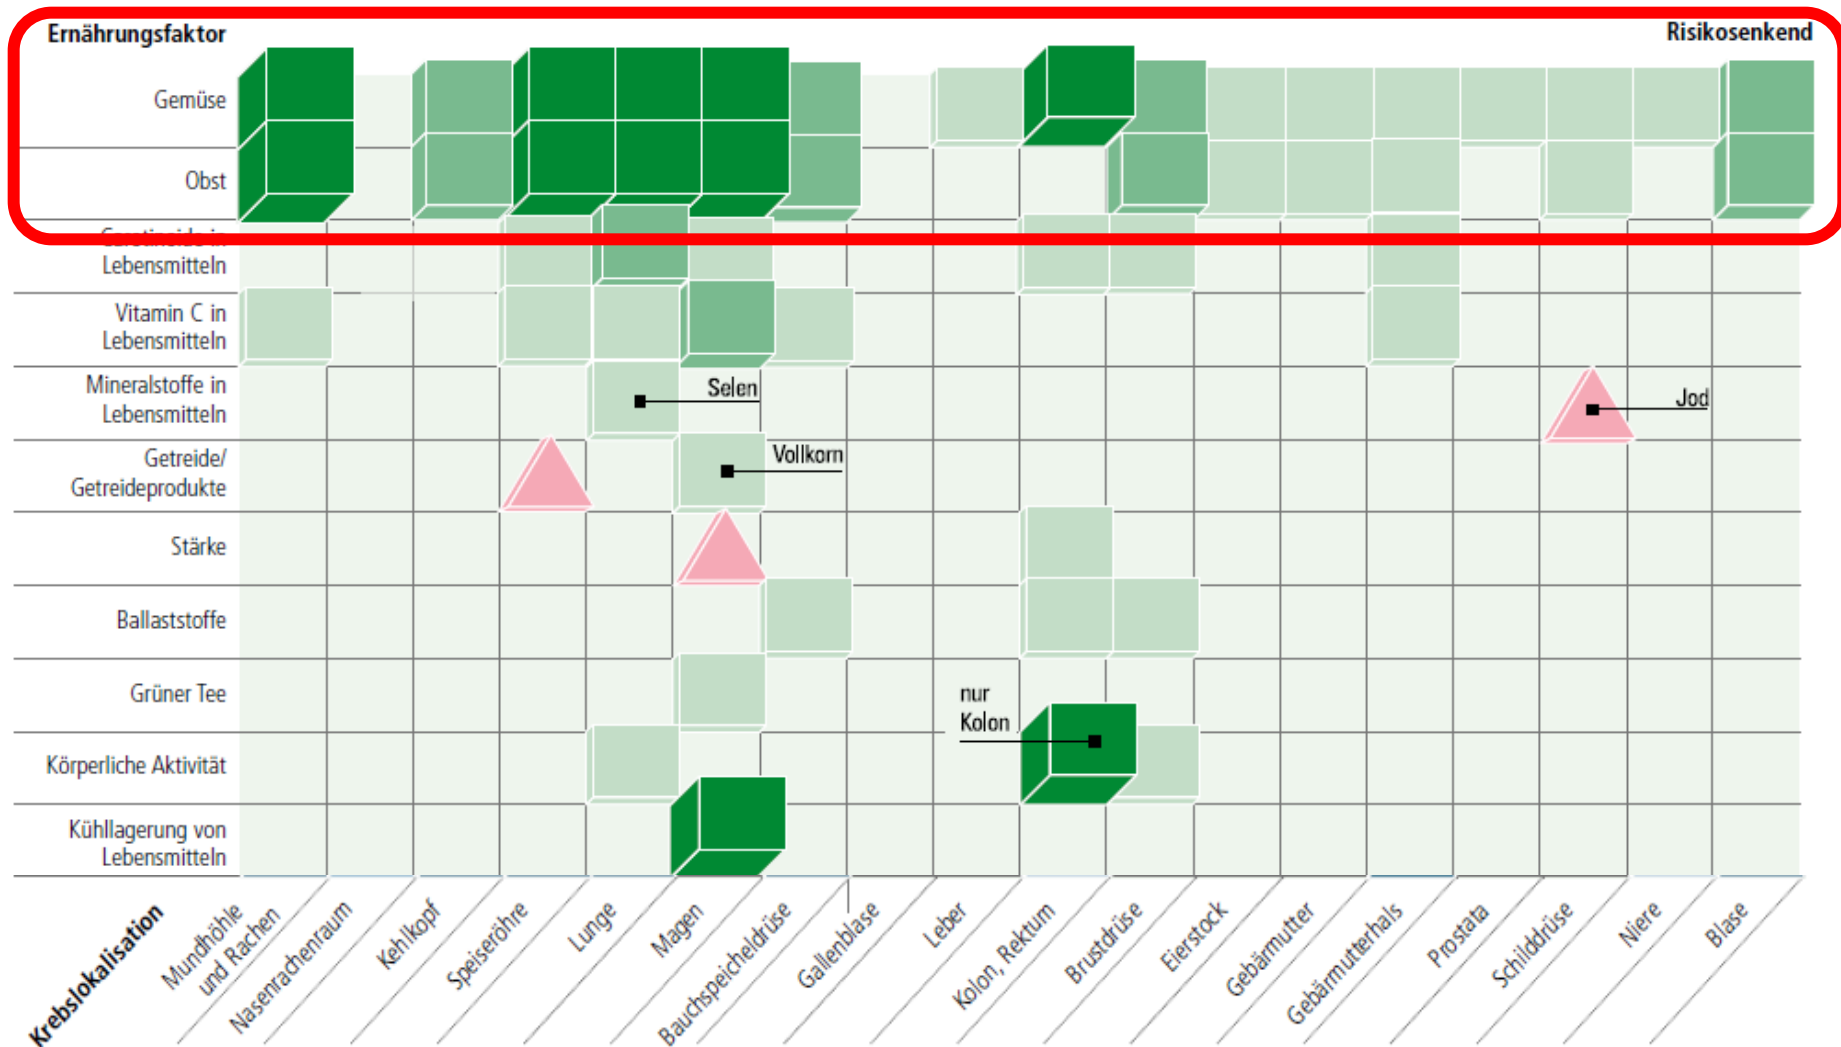 Ernährungsfaktor
Risikosenkend
Gemüse
Obst
Carotinoide in
Lebensmitteln
Vitamin C in
Lebensmitteln
Mineralstoffe in
Lebensmitteln
Selen
Jod
Getreide/
Getreideprodukte
Vollkorn
Stärke
Ballaststoffe
Grüner Tee
nur
Kolon
Körperliche Aktivität
Kühllagerung von
Lebensmitteln
Krebslokalisation
Mundhöhle
und Rachen
Nasenrachenraum
Kehlkopf
Speiseröhre
Lunge
Magen
Bauchspeicheldrüse
Gallenblase
Leber
Kolon, Rektum
Brustdrüse
Eierstock
Gebärmutter
Gebärmutterhals
Prostata
Schilddrüse
Niere
Blase